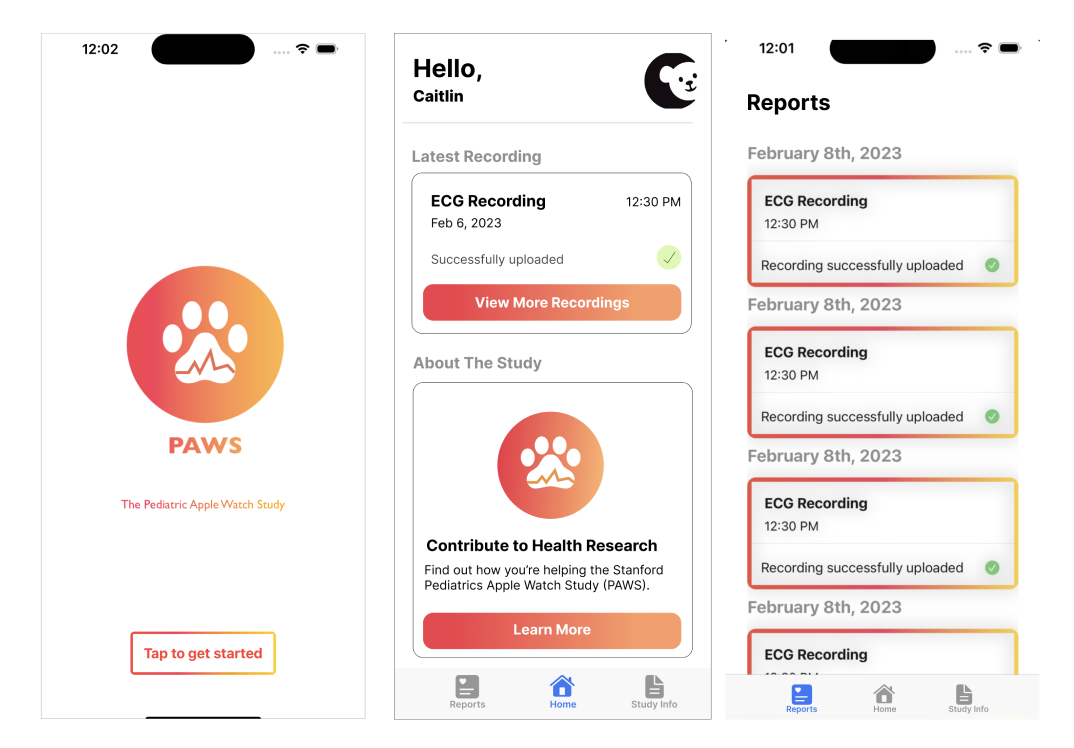 12:02
PAWS
The Pediatric Apple Watch Study
Tap to get started
Hello,
Caitlin
Latest Recording
ECG Recording 12:30 PM
Feb 6, 2023
Successfully uploaded
View More Recordings
About The Study
Contribute to Health Research
Find out how you're helping the Stanford
Pediatrics Apple Watch Study (PAWS).
Learn More
Reports Home Study Info
12:01
Reports
February 8th, 2023
ECG Recording
12:30 PM
Recording successfully uploaded
February 8th, 2023
ECG Recording
12:30 PM
Recording successfully uploaded
February 8th, 2023
ECG Recording
12:30 PM
Recording successfully uploaded
February 8th, 2023
ECG Recording
Reports Home Study Info